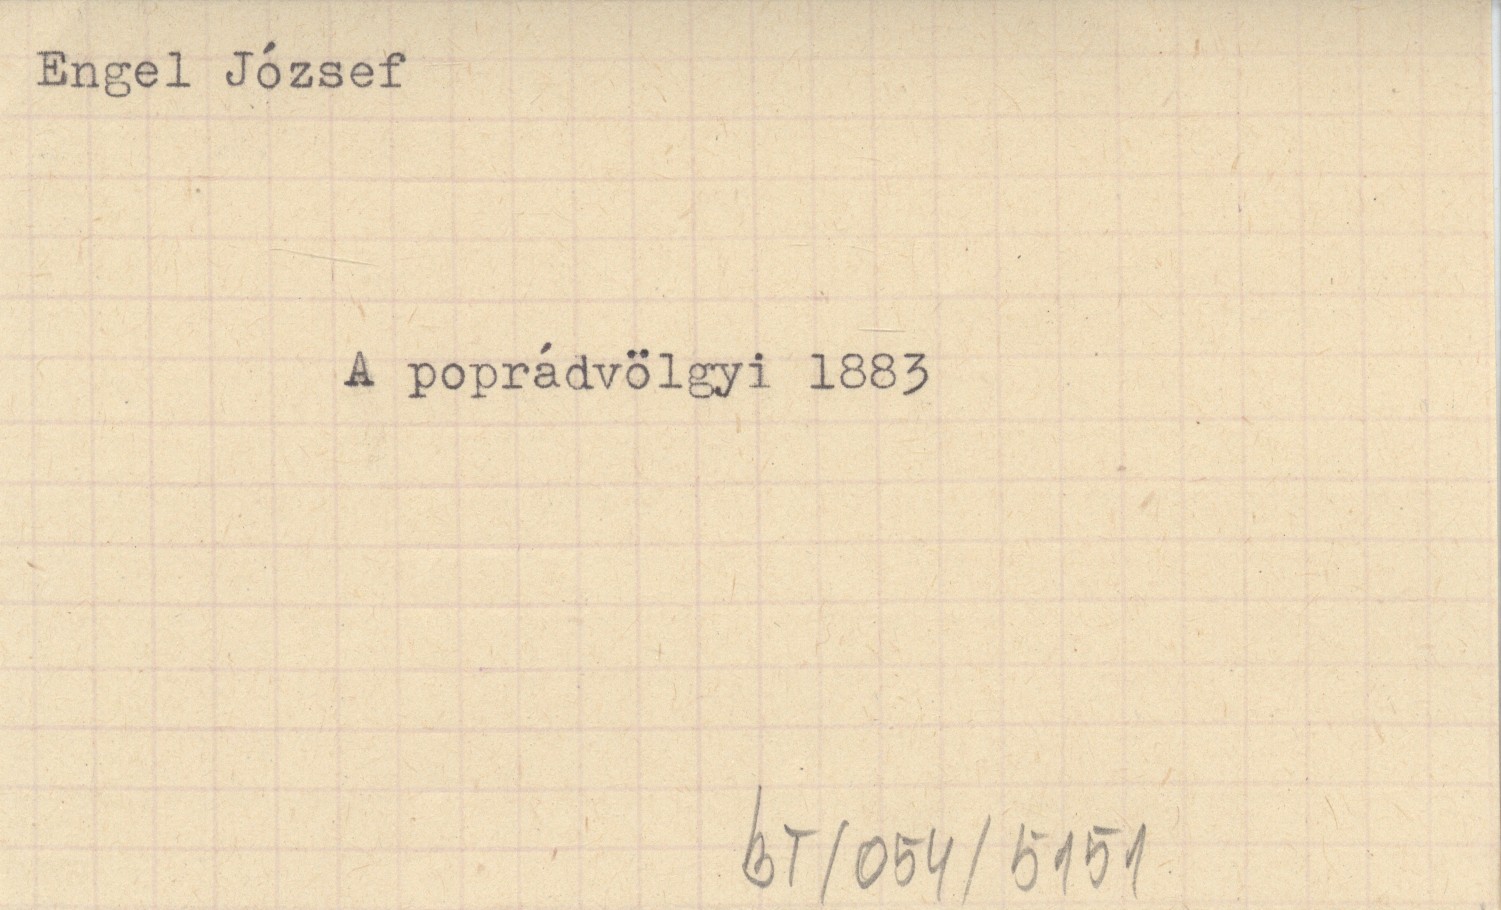 Engel József
A poprádvölgyi 1883
BT/054/5151